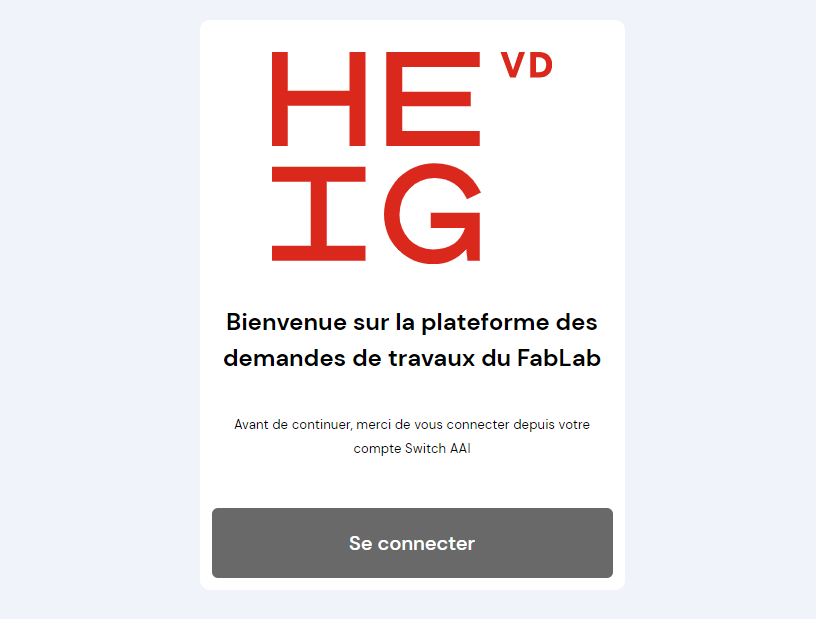 HE VD
IG
Bienvenue sur la plateforme des
demandes de travaux du FabLab
Avant de continuer, merci de vous connecter depuis votre
compte Switch AAI
Se connecter